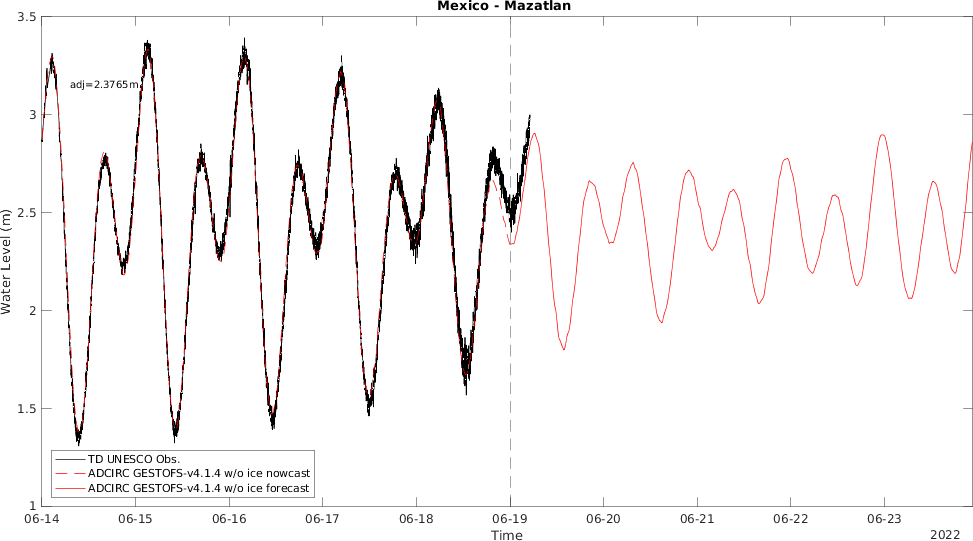 Mexico - Mazatlan
3.5
adj=2.3765m
3
2.5
Water Level (m)
2
1.5
TD UNESCO Obs.
ADCIRC GESTOFS-v4.1.4 w/o ice nowcast
ADCIRC GESTOFS-v4.1.4 w/o ice forecast
1
06-14 06-15 06-16 06-17 06-18 06-19 06-20 06-21 06-22 06-23
Time
2022